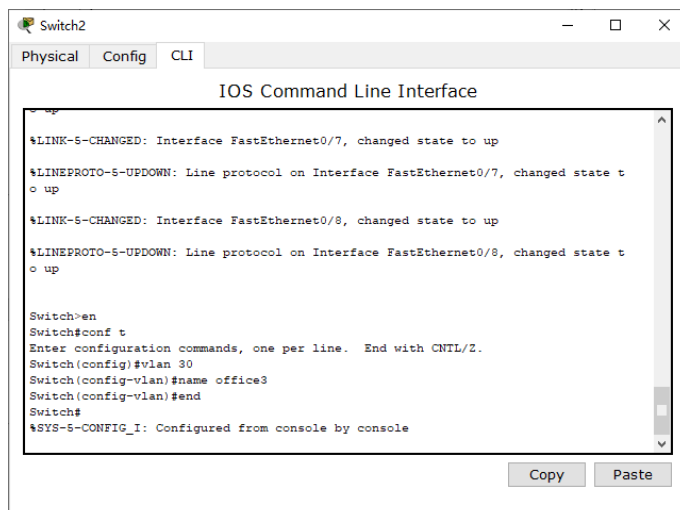 Switch2
Physical Config CLI
IOS Command Line Interface
o up
%LINK-5-CHANGED: Interface FastEthernet0/7, changed state to up
%LINEPROTO-5-UPDOWN: Line protocol on Interface FastEthernet0/7, changed state t
o up
%LINK-5-CHANGED: Interface FastEthernet0/8, changed state to up
%LINEPROTO-5-UPDOWN: Line protocol on Interface FastEthernet0/8, changed state t
o up
Switch>en
Switch#conf t
Enter configuration commands, one per line.  End with CNTL/Z.
Switch(config)#vlan 30
Switch(config-vlan)#name office3
Switch(config-vlan)#end
Switch#
%SYS-5-CONFIG_I: Configured from console by console
Copy Paste